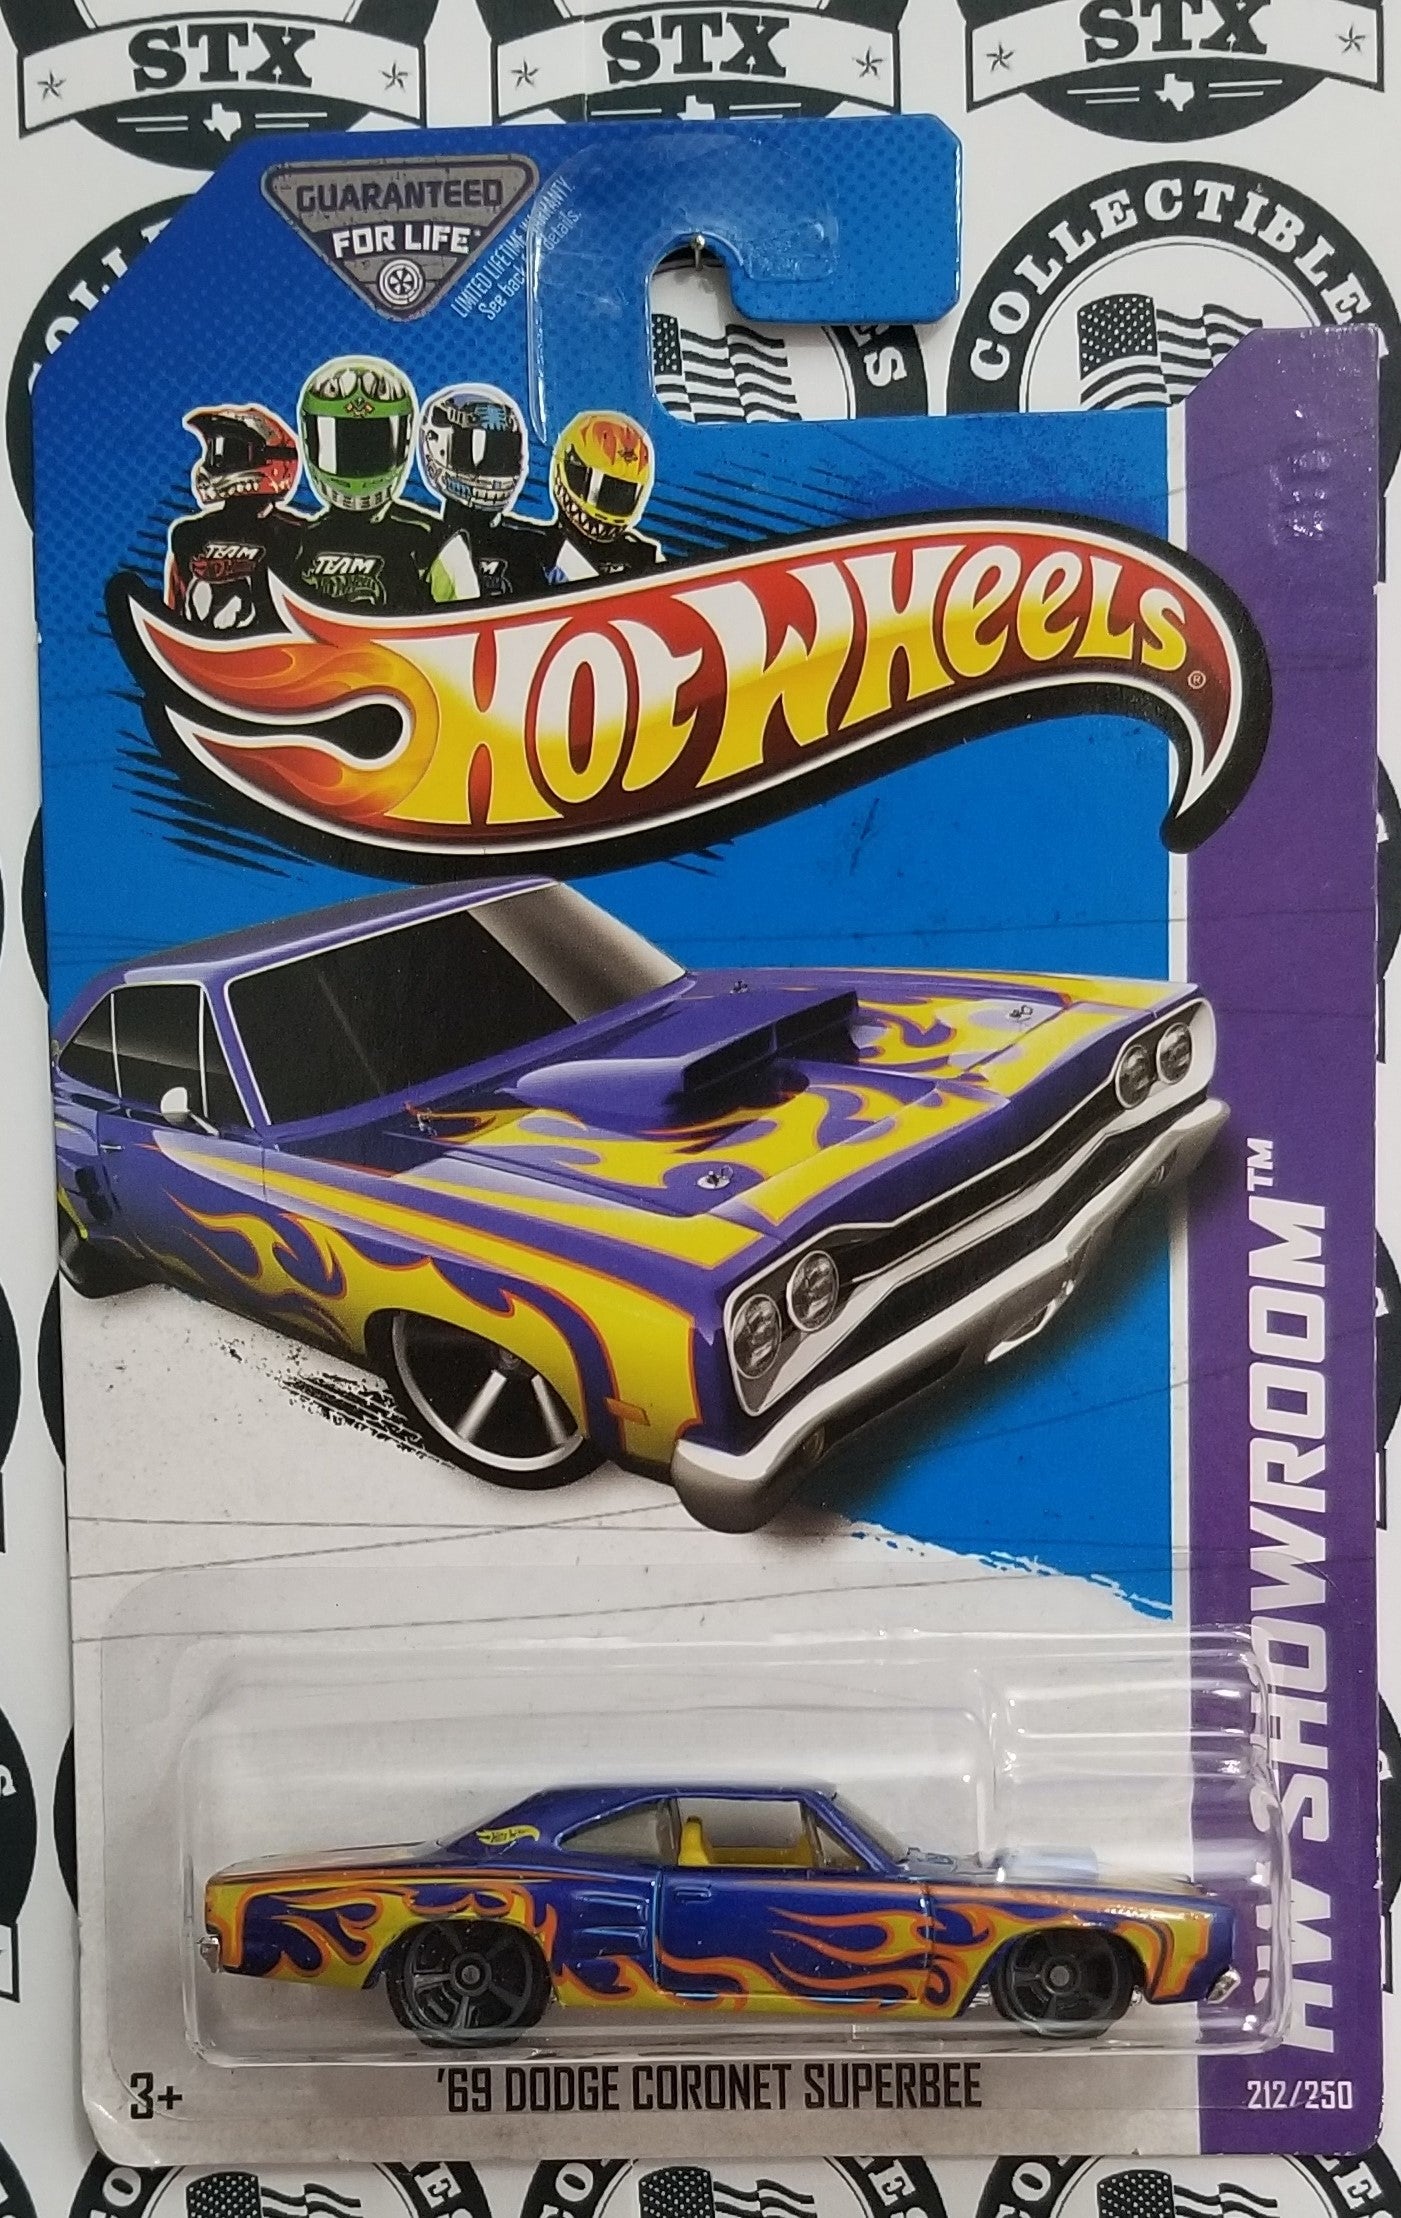 STX
STX
STX
COLLECTIBLES
GUARANTEED
FOR LIFE*
LIMITED LIFETIME WARRANTY.
See back for details.
TEAM
TEAM
HOT WHEELS®
HW SHOWROOM™
3+
'69 DODGE CORONET SUPERBEE
212/250